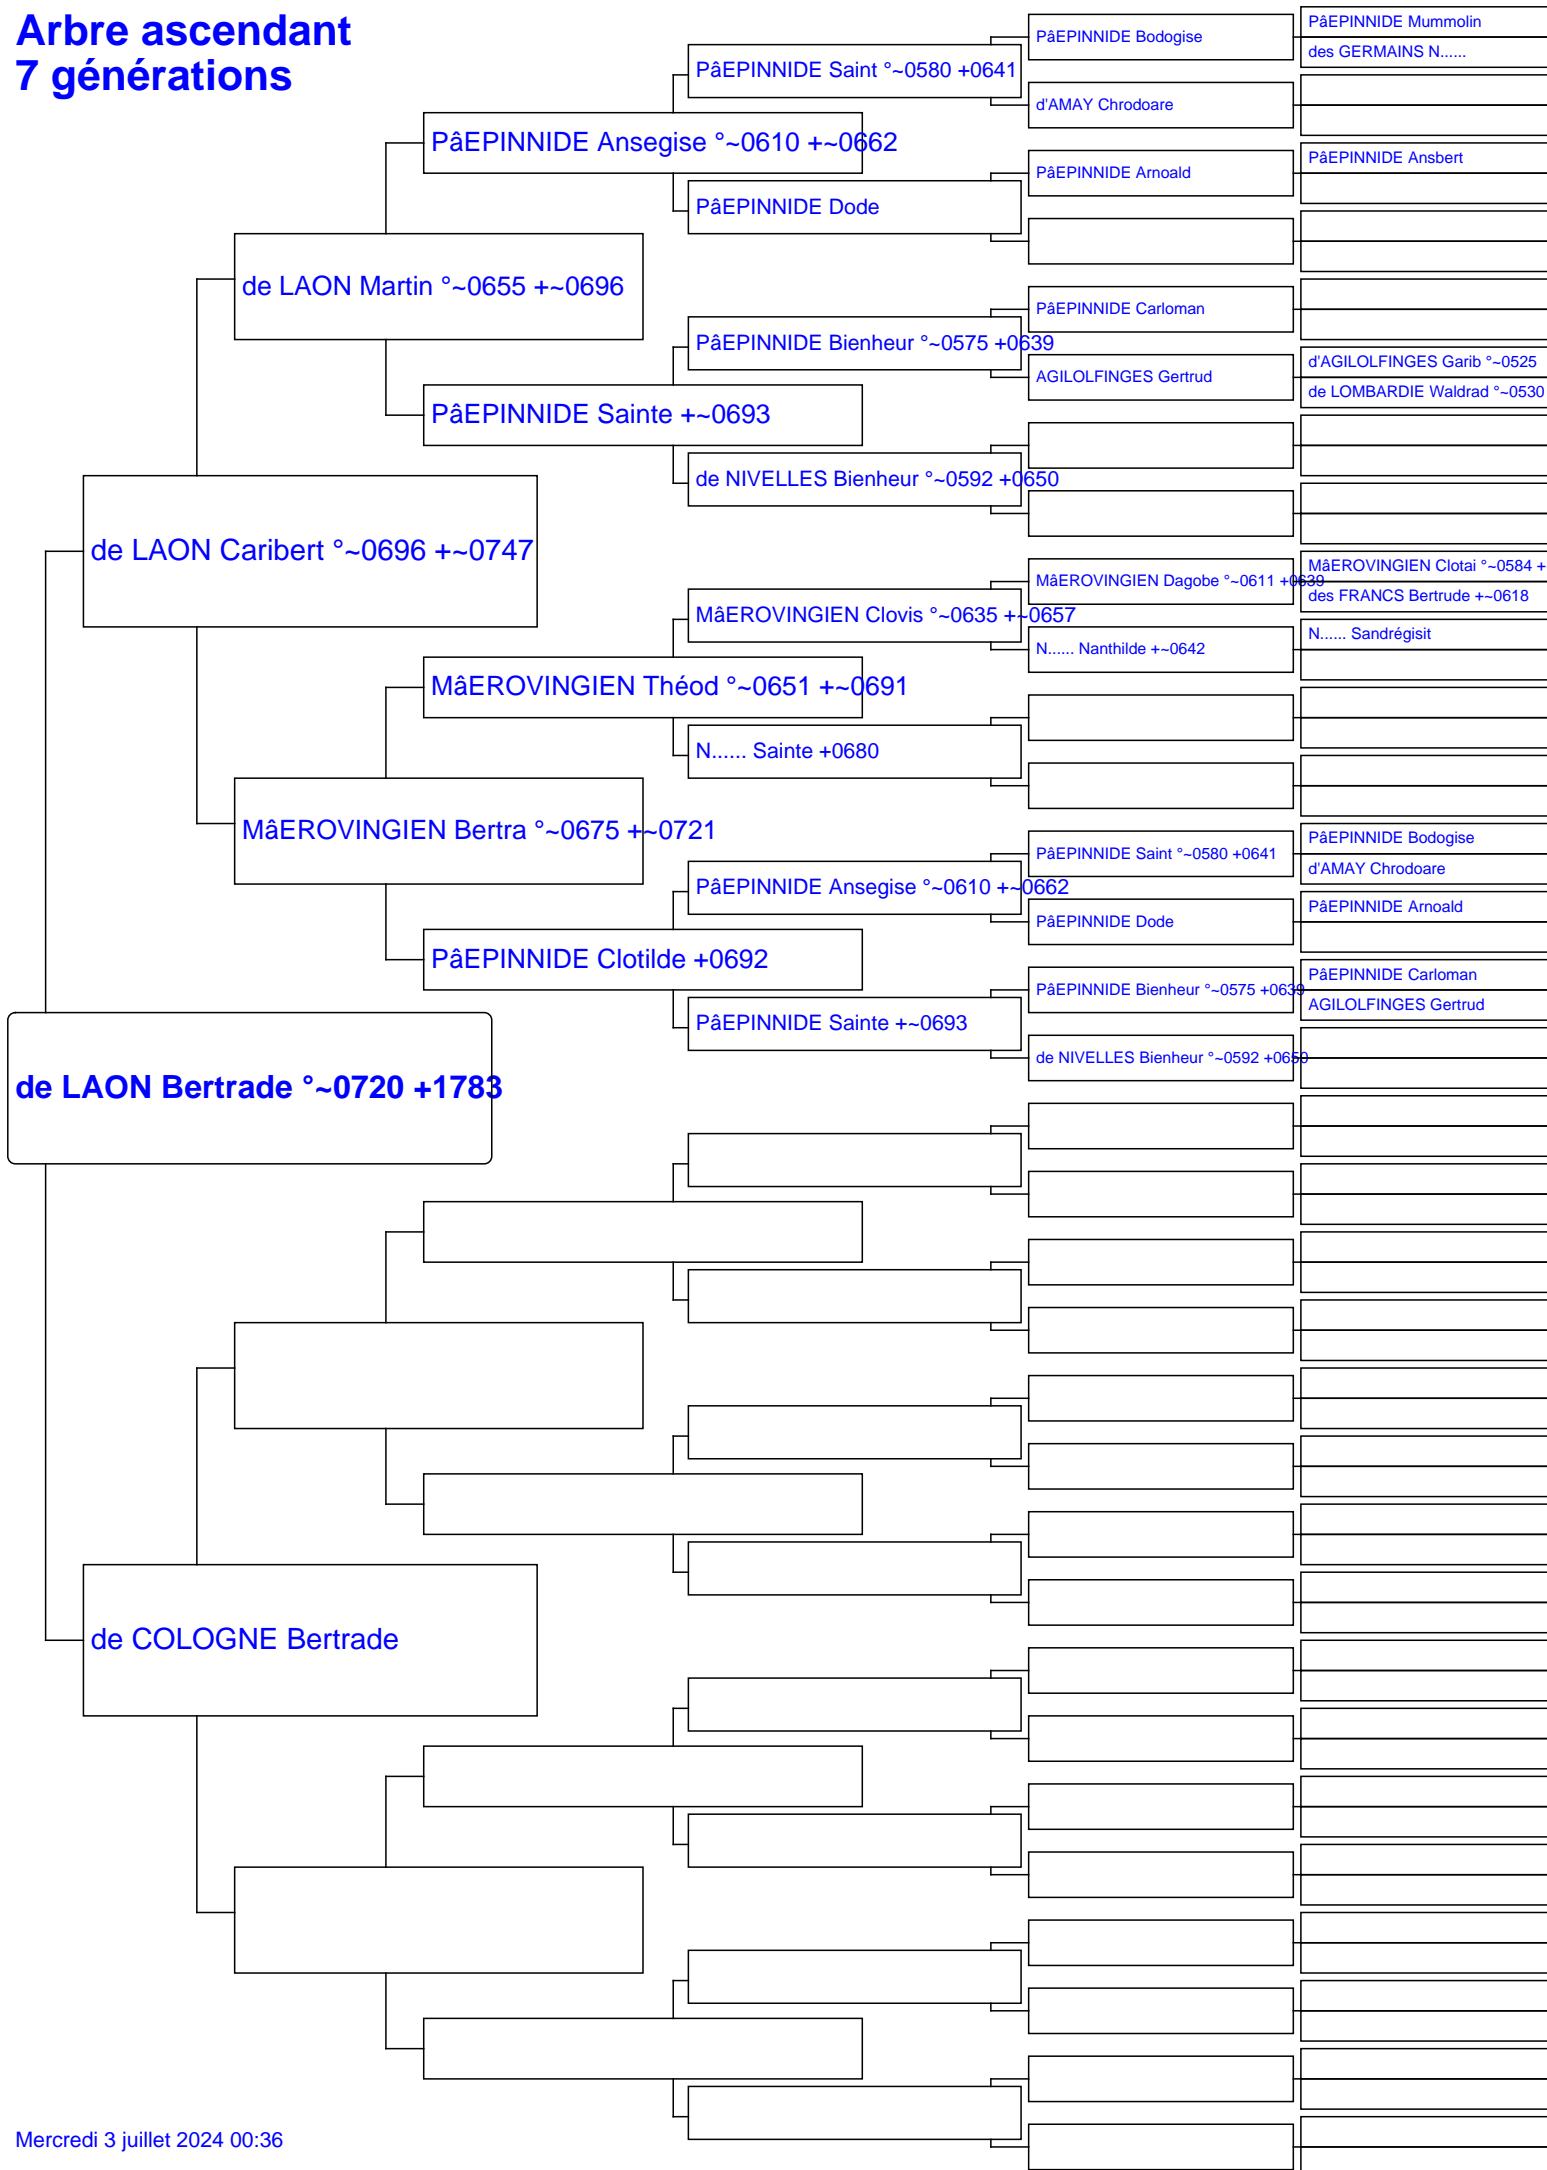 Arbre ascendant
7 générations
PâEPINNIDE Mummolin
PâEPINNIDE Bodogise
des GERMAINS N......
PâEPINNIDE Saint °~0580 +0641
d'AMAY Chrodoare
PâEPINNIDE Ansegise °~0610 +~0662
PâEPINNIDE Ansbert
PâEPINNIDE Arnoald
PâEPINNIDE Dode
de LAON Martin °~0655 +~0696
PâEPINNIDE Carloman
PâEPINNIDE Bienheur °~0575 +0639
d'AGILOLFINGES Garib °~0525
AGILOLFINGES Gertrud
de LOMBARDIE Waldrad °~0530
PâEPINNIDE Sainte +~0693
de NIVELLES Bienheur °~0592 +0650
de LAON Caribert °~0696 +~0747
MâEROVINGIEN Clotai °~0584 +
MâEROVINGIEN Dagobe °~0611 +0639
des FRANCS Bertrude +~0618
MâEROVINGIEN Clovis °~0635 +~0657
N...... Sandrégisit
N...... Nanthilde +~0642
MâEROVINGIEN Théod °~0651 +~0691
N...... Sainte +0680
MâEROVINGIEN Bertra °~0675 +~0721
PâEPINNIDE Bodogise
PâEPINNIDE Saint °~0580 +0641
d'AMAY Chrodoare
PâEPINNIDE Ansegise °~0610 +~0662
PâEPINNIDE Arnoald
PâEPINNIDE Dode
PâEPINNIDE Clotilde +0692
PâEPINNIDE Carloman
PâEPINNIDE Bienheur °~0575 +0639
AGILOLFINGES Gertrud
PâEPINNIDE Sainte +~0693
de NIVELLES Bienheur °~0592 +0650
de LAON Bertrade °~0720 +1783
de COLOGNE Bertrade
Mercredi 3 juillet 2024 00:36